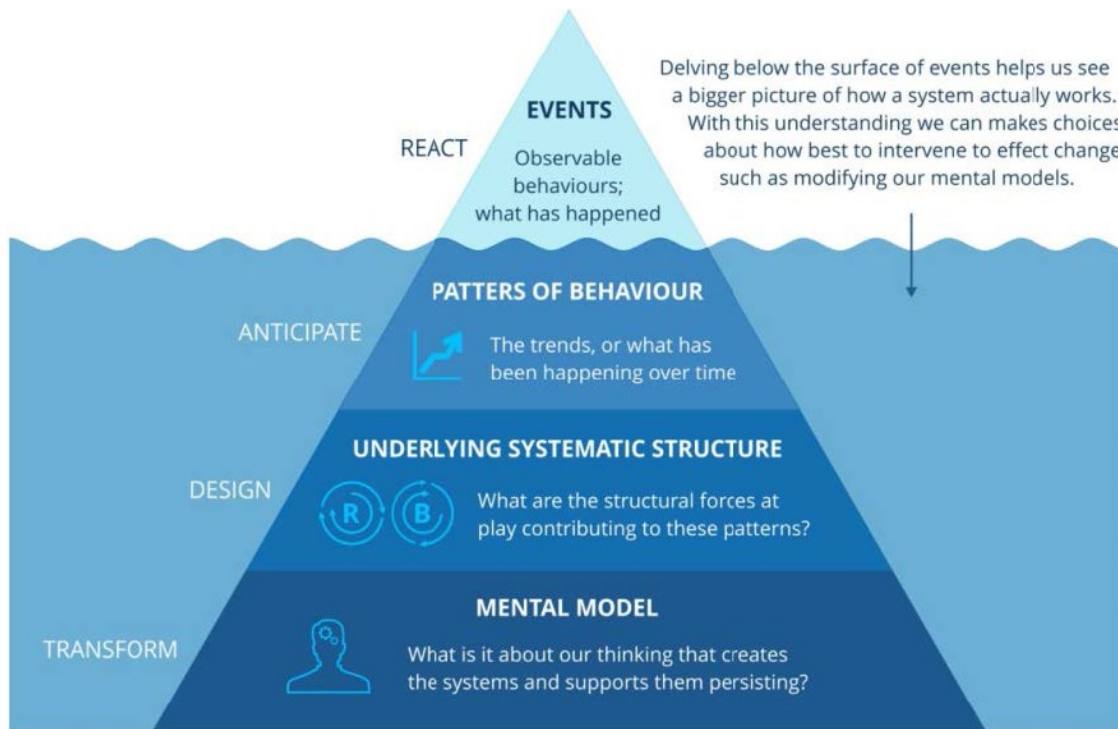 EVENTS
REACT
Observable
behaviours;
what has happened
Delving below the surface of events helps us see
a bigger picture of how a system actually works.
With this understanding we can makes choices
about how best to intervene to effect change
such as modifying our mental models.
PATTERS OF BEHAVIOUR
ANTICIPATE
The trends, or what has
been happening over time
UNDERLYING SYSTEMATIC STRUCTURE
DESIGN
R B
What are the structural forces at
play contributing to these patterns?
MENTAL MODEL
TRANSFORM
What is it about our thinking that creates
the systems and supports them persisting?